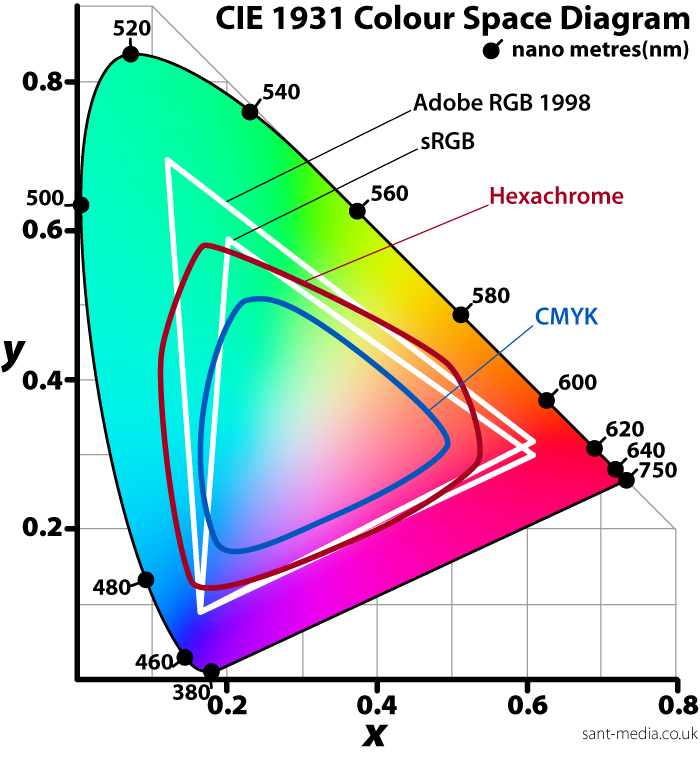 CIE 1931 Colour Space Diagram
nano metres(nm)
520
0.8
540
Adobe RGB 1998
sRGB
500
560
Hexachrome
0.6
580
CMYK
y
0.4
600
620
640
750
0.2
480
460
380
0.2
0.4
0.6
0.8
x
sant-media.co.uk